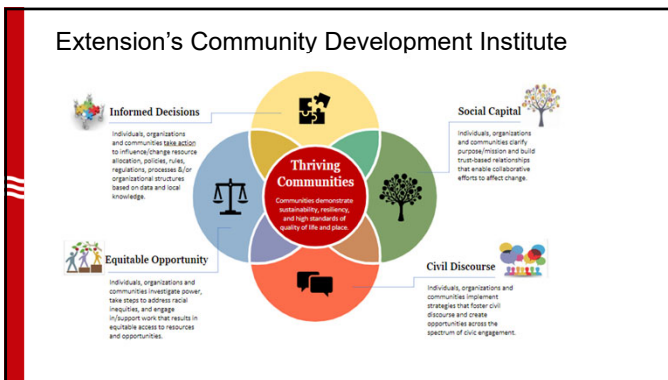 Extension's Community Development Institute
Informed Decisions
Individuals, organizations
and communities take action
to influence/change resource
allocation, policies, rules,
regulations, processes &/or
organizational structures
based on data and local
knowledge.
Social Capital
Individuals, organizations
and communities clarify
purpose/mission and build
trust-based relationships
that enable collaborative
efforts to affect change.
Thriving
Communities
Communities demonstrate
sustainability, resiliency,
and high standards of
quality of life and place.
Equitable Opportunity
Individuals, organizations and
communities investigate power,
take steps to address racial
inequities, and engage
in/support work that results in
equitable access to resources
and opportunities.
Civil Discourse
Individuals, organizations and
communities implement
strategies that foster civil
discourse and create
opportunities across the
spectrum of civic engagement.